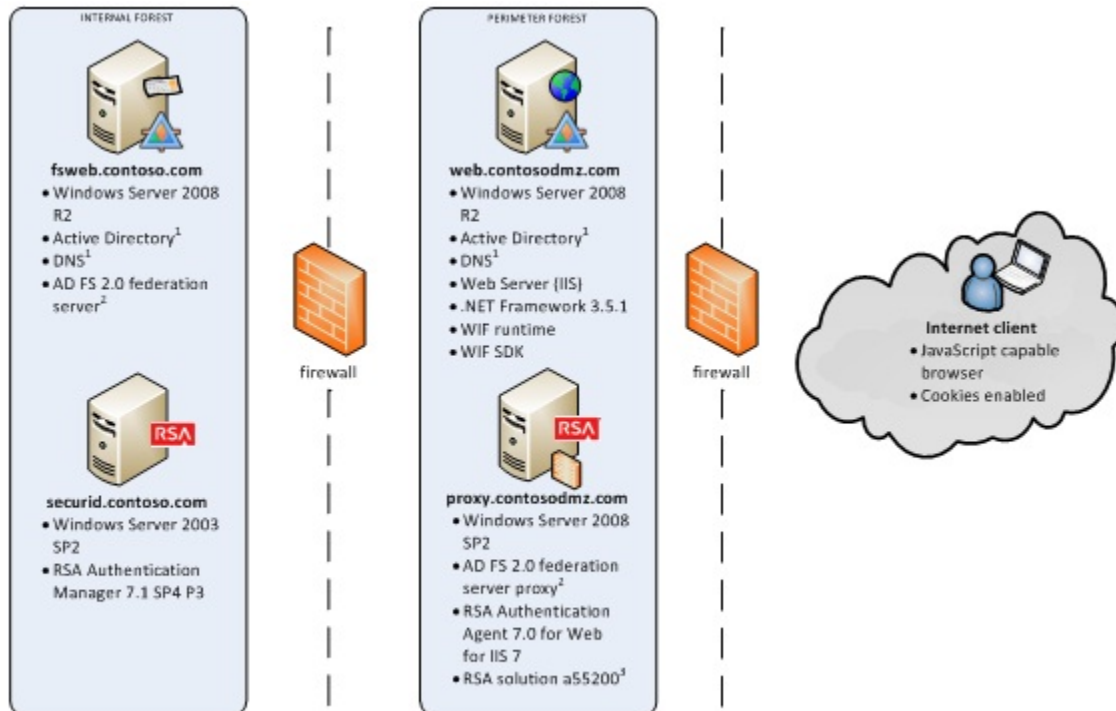 INTERNAL FOREST
fsweb.contoso.com
• Windows Server 2008
R2
• Active Directory¹
• DNS¹
• AD FS 2.0 federation
server²
RSA
securid.contoso.com
• Windows Server 2003
SP2
• RSA Authentication
Manager 7.1 SP4 P3
firewall
PERIMETER FOREST
web.contosodmz.com
• Windows Server 2008
R2
• Active Directory¹
• DNS¹
• Web Server (IIS)
• .NET Framework 3.5.1
• WIF runtime
• WIF SDK
RSA
proxy.contosodmz.com
• Windows Server 2008
SP2
• AD FS 2.0 federation
server proxy²
• RSA Authentication
Agent 7.0 for Web
for IIS 7
• RSA solution a55200³
firewall
Internet client
• JavaScript capable
browser
• Cookies enabled